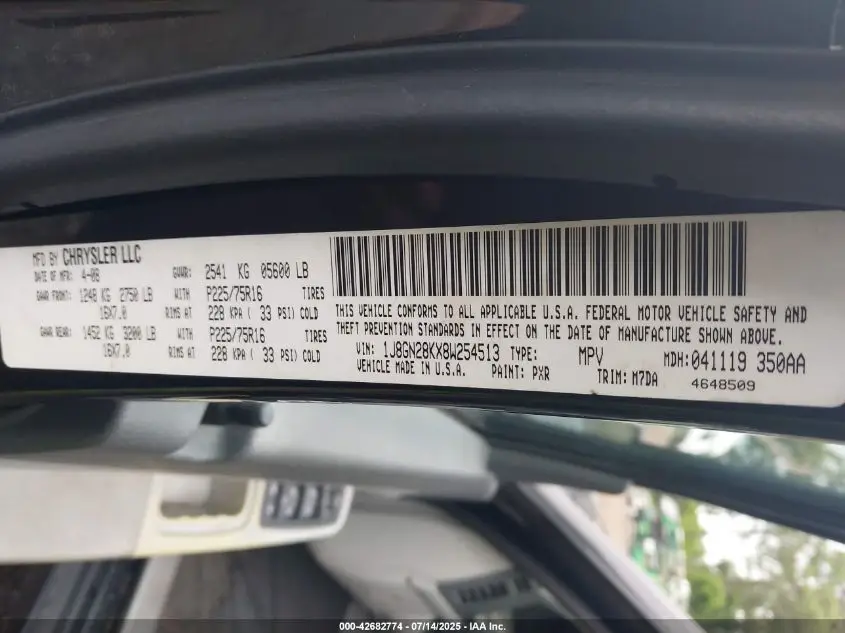 MFD BY CHRYSLER LLC
DATE OF MFR: 4-08 GVWR: 2541 KG 05600 LB
GAWR FRONT: 1248 KG 2750 LB WITH P225/75R16 TIRES
16X7.0 RIMS AT 228 KPA ( 33 PSI) COLD
GAWR REAR: 1452 KG 3200 LB WITH P225/75R16 TIRES
16X7.0 RIMS AT 228 KPA ( 33 PSI) COLD
THIS VEHICLE CONFORMS TO ALL APPLICABLE U.S.A. FEDERAL MOTOR VEHICLE SAFETY AND
THEFT PREVENTION STANDARDS IN EFFECT ON THE DATE OF MANUFACTURE SHOWN ABOVE.
VIN: 1J8GN28KX8W254513 TYPE: MPV MDH: 041119 350AA
VEHICLE MADE IN U.S.A. PAINT: PXR TRIM: M7DA 4648509
000-42682774 - 07/14/2025 - IAA Inc.